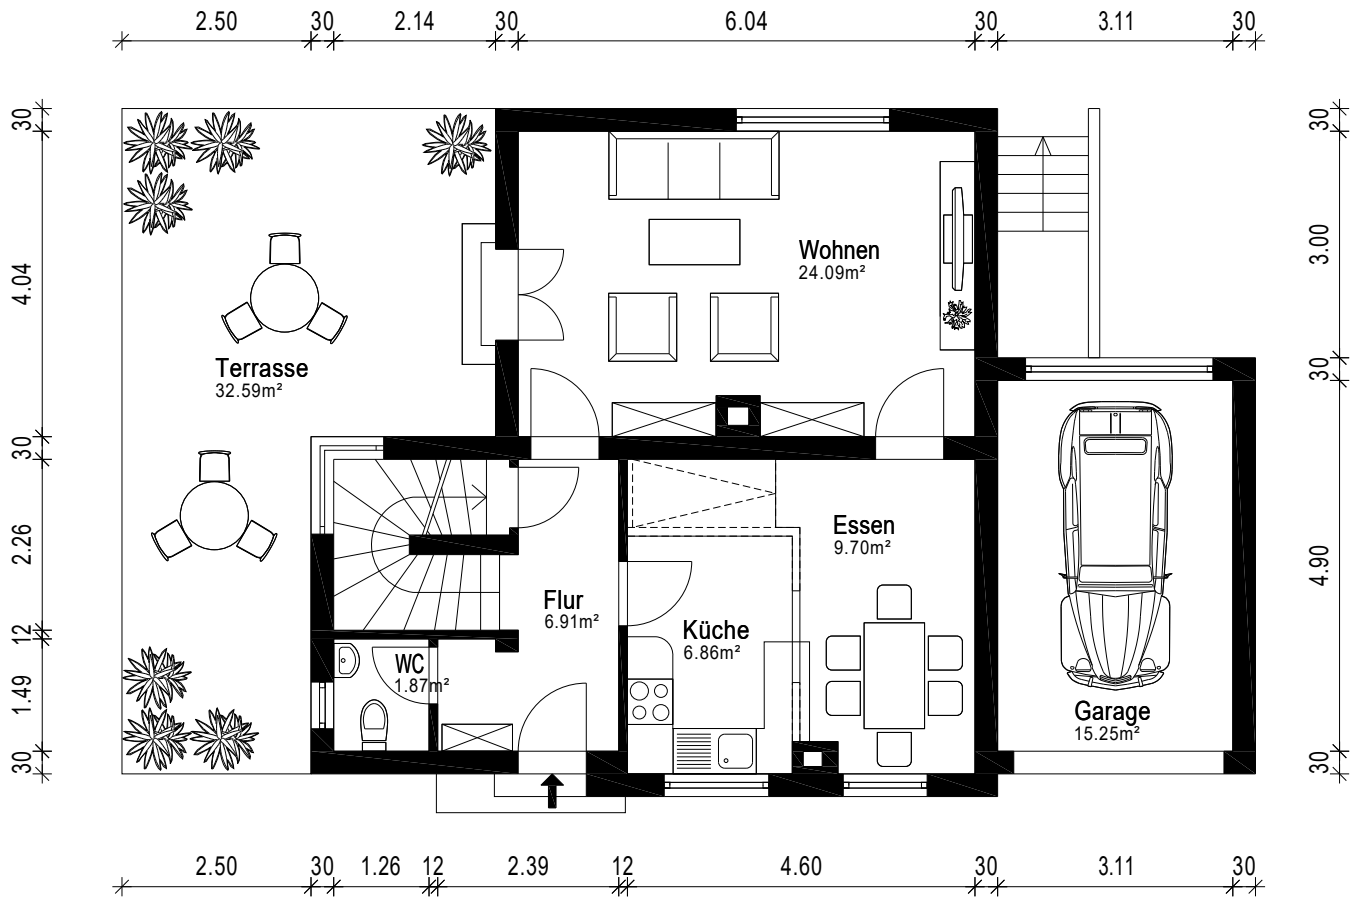 2.50 30 2.14 30 6.04 30 3.11 30
30
4.04
30
2.26
12
1.49
30
Wohnen
24.09m²
Terrasse
32.59m²
Essen
9.70m²
Flur
6.91m²
Küche
6.86m²
WC
1.87m²
Garage
15.25m²
30
3.00
30
4.90
30
2.50 30 1.26 12 2.39 12 4.60 30 3.11 30